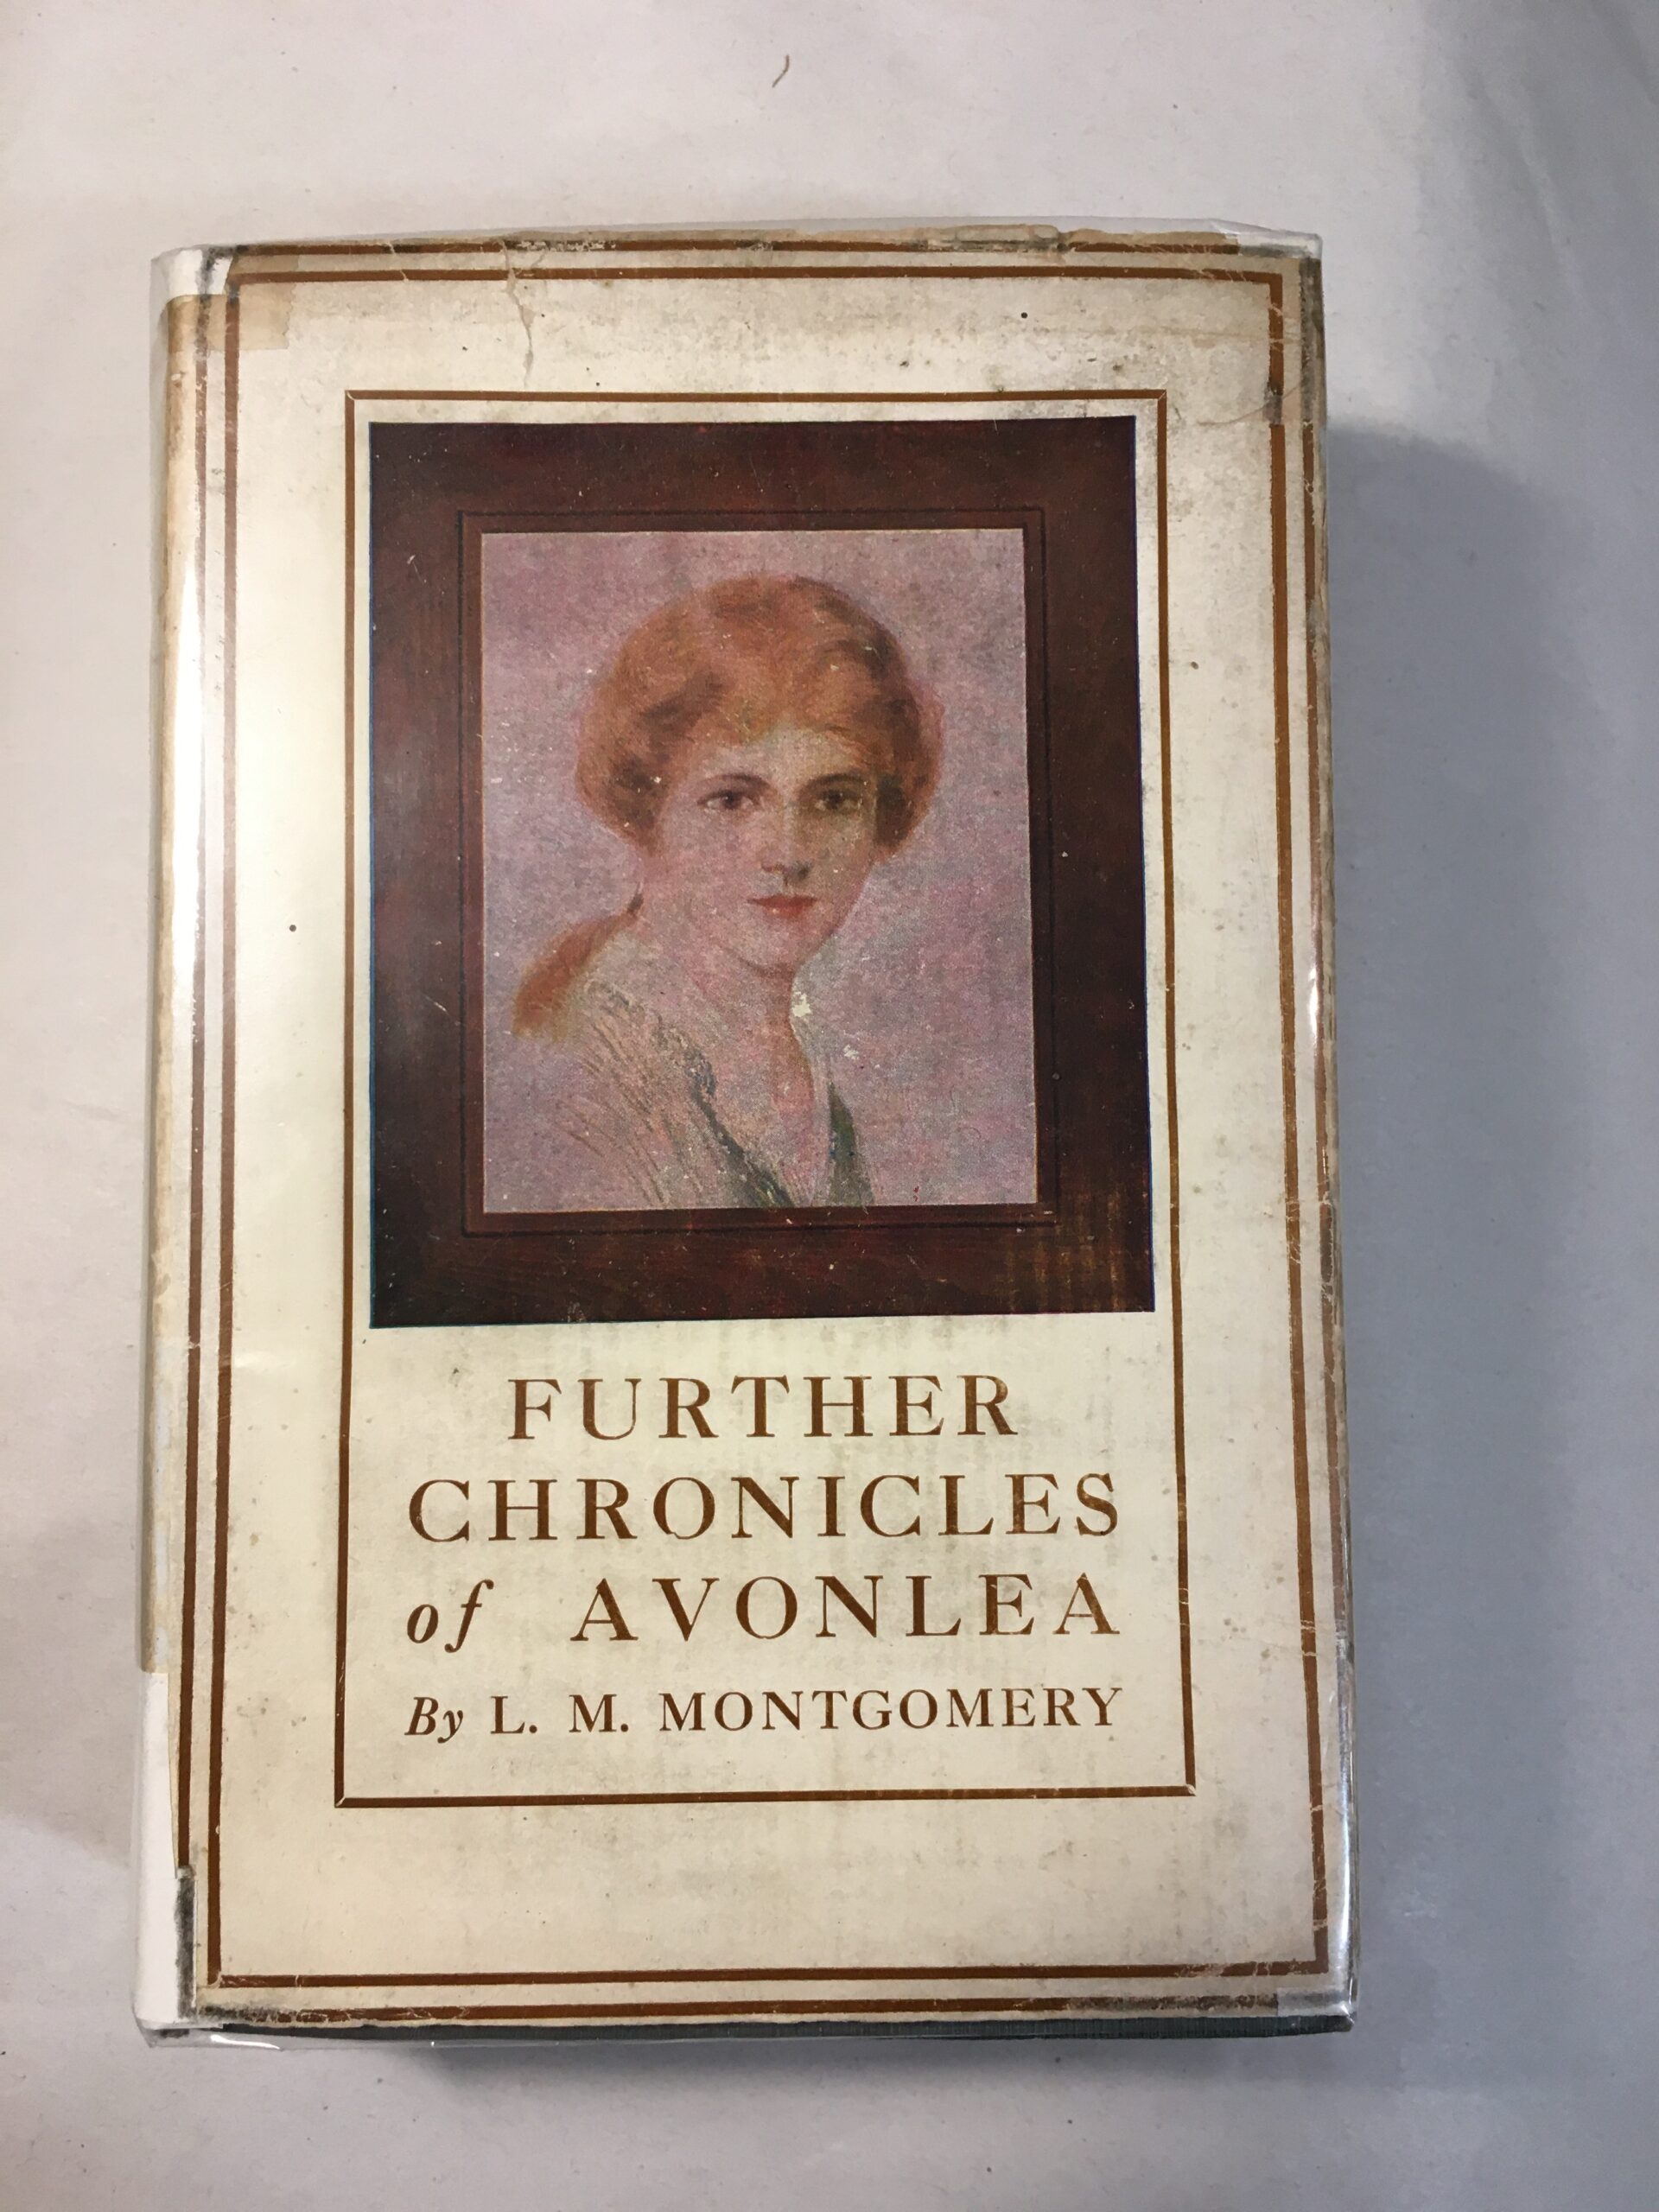 FURTHER
CHRONICLES
of AVONLEA
By L. M. MONTGOMERY